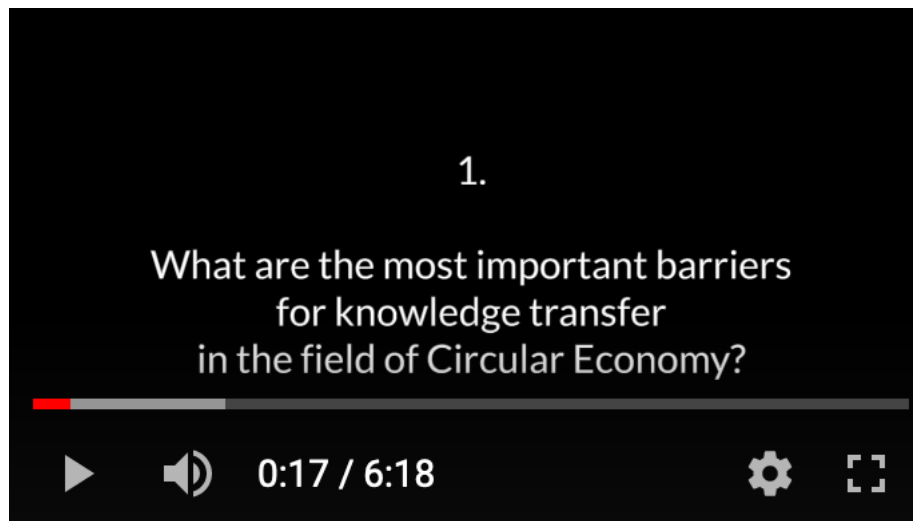 1.
What are the most important barriers
for knowledge transfer
in the field of Circular Economy?
0:17 / 6:18